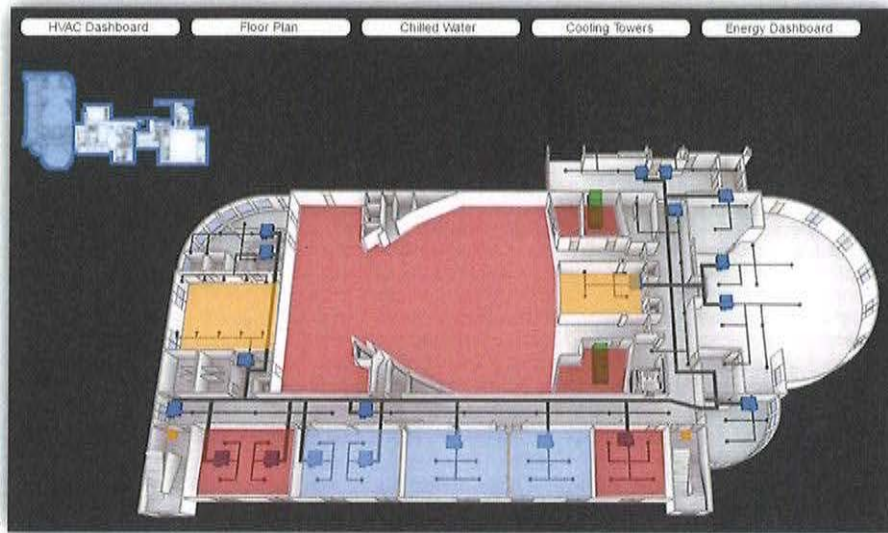 HVAC Dashboard
Floor Plan
Chilled Water
Cooling Towers
Energy Dashboard